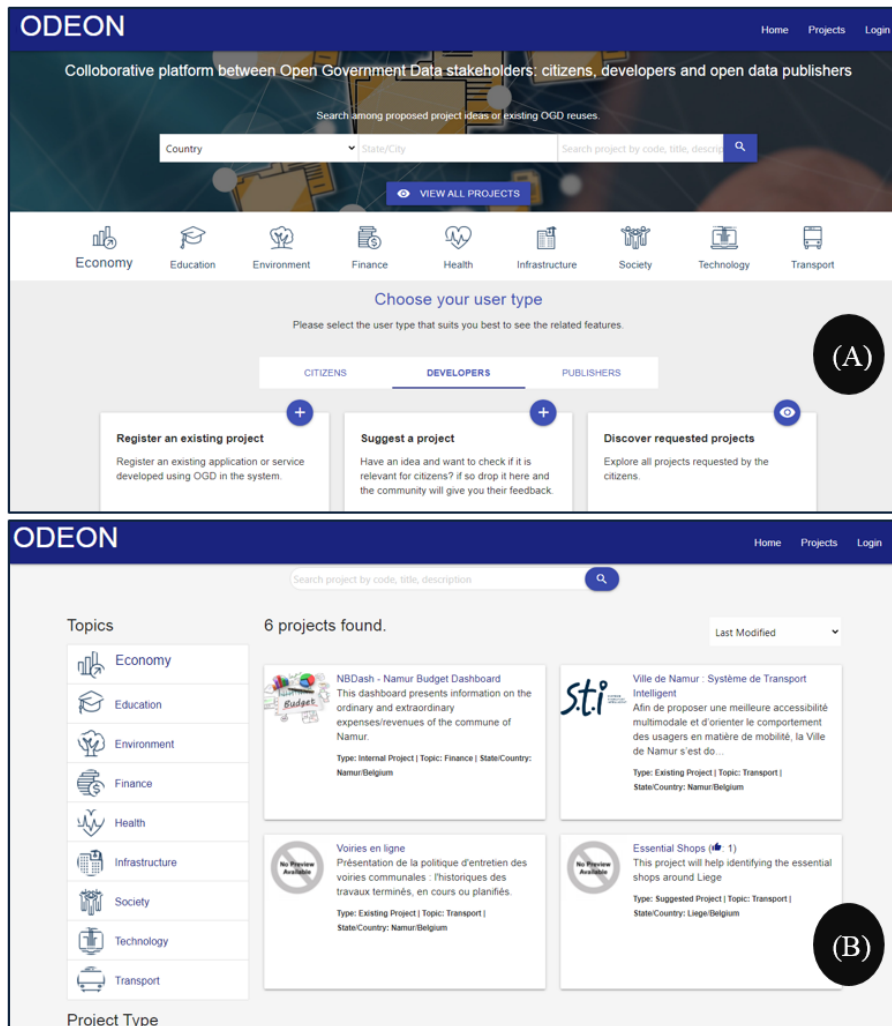 ODEON
Home Projects Login
Colloborative platform between Open Government Data stakeholders: citizens, developers and open data publishers
Search among proposed project ideas or existing OGD reuses.
Country State/City Search project by code, title, descrip
VIEW ALL PROJECTS
Economy Education Environment Finance Health Infrastructure Society Technology Transport
Choose your user type
Please select the user type that suits you best to see the related features.
(A)
CITIZENS DEVELOPERS PUBLISHERS
Register an existing project
Register an existing application or service
developed using OGD in the system.
Suggest a project
Have an idea and want to check if it is
relevant for citizens? if so drop it here and
the community will give you their feedback.
Discover requested projects
Explore all projects requested by the
citizens.
ODEON
Home Projects Login
Search project by code, title, description
Topics
Economy
Education
Environment
Finance
Health
Infrastructure
Society
Technology
Transport
Project Type
6 projects found.
Last Modified
Budget
NBDash - Namur Budget Dashboard
This dashboard presents information on the
ordinary and extraordinary
expenses/revenues of the commune of
Namur.
Type: Internal Project | Topic: Finance | State/Country:
Namur/Belgium
S.t.i
Ville de Namur : Système de Transport
Intelligent
Afin de proposer une meilleure accessibilité
multimodale et d'orienter le comportement
des usagers en matière de mobilité, la Ville
de Namur s'est do...
Type: Existing Project | Topic: Transport |
State/Country: Namur/Belgium
No Preview
Available
Voiries en ligne
Présentation de la politique d'entretien des
voiries communales : l'historiques des
travaux terminés, en cours ou planifiés.
Type: Existing Project | Topic: Transport |
State/Country: Namur/Belgium
No Preview
Available
Essential Shops (👍: 1)
This project will help identifying the essential
shops around Liege
Type: Suggested Project | Topic: Transport |
State/Country: Liege/Belgium
(B)